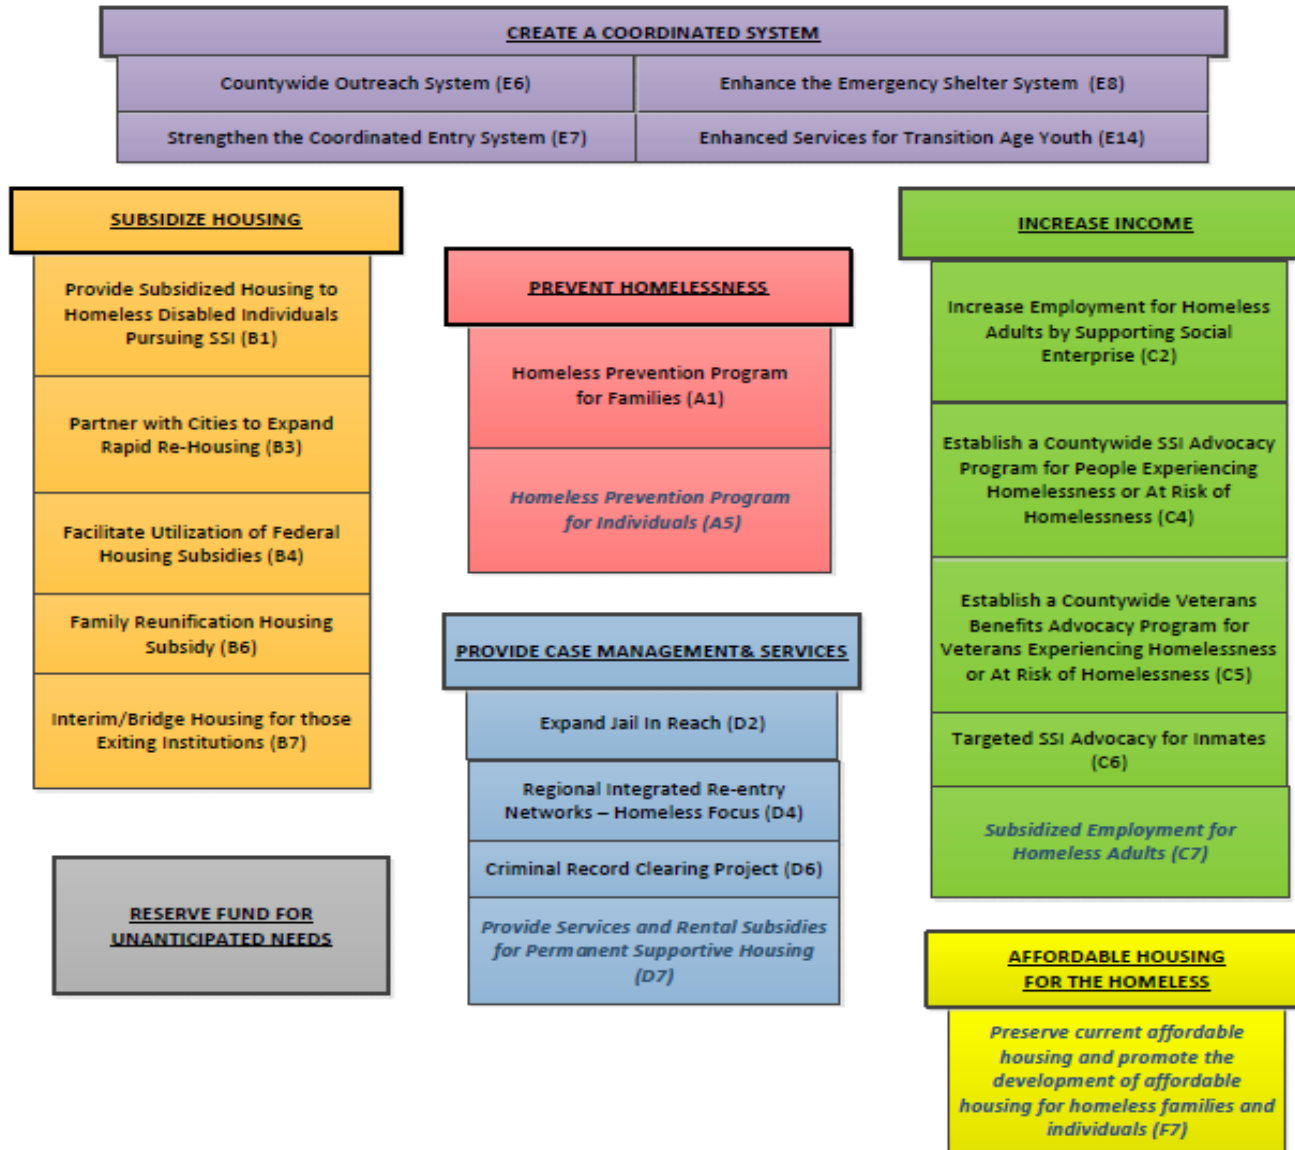 CREATE A COORDINATED SYSTEM
Countywide Outreach System (E6)
Enhance the Emergency Shelter System (E8)
Strengthen the Coordinated Entry System (E7)
Enhanced Services for Transition Age Youth (E14)
SUBSIDIZE HOUSING
Provide Subsidized Housing to
Homeless Disabled Individuals
Pursuing SSI (B1)
Partner with Cities to Expand
Rapid Re-Housing (B3)
Facilitate Utilization of Federal
Housing Subsidies (B4)
Family Reunification Housing
Subsidy (B6)
Interim/Bridge Housing for those
Exiting Institutions (B7)
RESERVE FUND FOR
UNANTICIPATED NEEDS
PREVENT HOMELESSNESS
Homeless Prevention Program
for Families (A1)
Homeless Prevention Program
for Individuals (A5)
PROVIDE CASE MANAGEMENT& SERVICES
Expand Jail In Reach (D2)
Regional Integrated Re-entry
Networks – Homeless Focus (D4)
Criminal Record Clearing Project (D6)
Provide Services and Rental Subsidies
for Permanent Supportive Housing
(D7)
INCREASE INCOME
Increase Employment for Homeless
Adults by Supporting Social
Enterprise (C2)
Establish a Countywide SSI Advocacy
Program for People Experiencing
Homelessness or At Risk of
Homelessness (C4)
Establish a Countywide Veterans
Benefits Advocacy Program for
Veterans Experiencing Homelessness
or At Risk of Homelessness (C5)
Targeted SSI Advocacy for Inmates
(C6)
Subsidized Employment for
Homeless Adults (C7)
AFFORDABLE HOUSING
FOR THE HOMELESS
Preserve current affordable
housing and promote the
development of affordable
housing for homeless families and
individuals (F7)